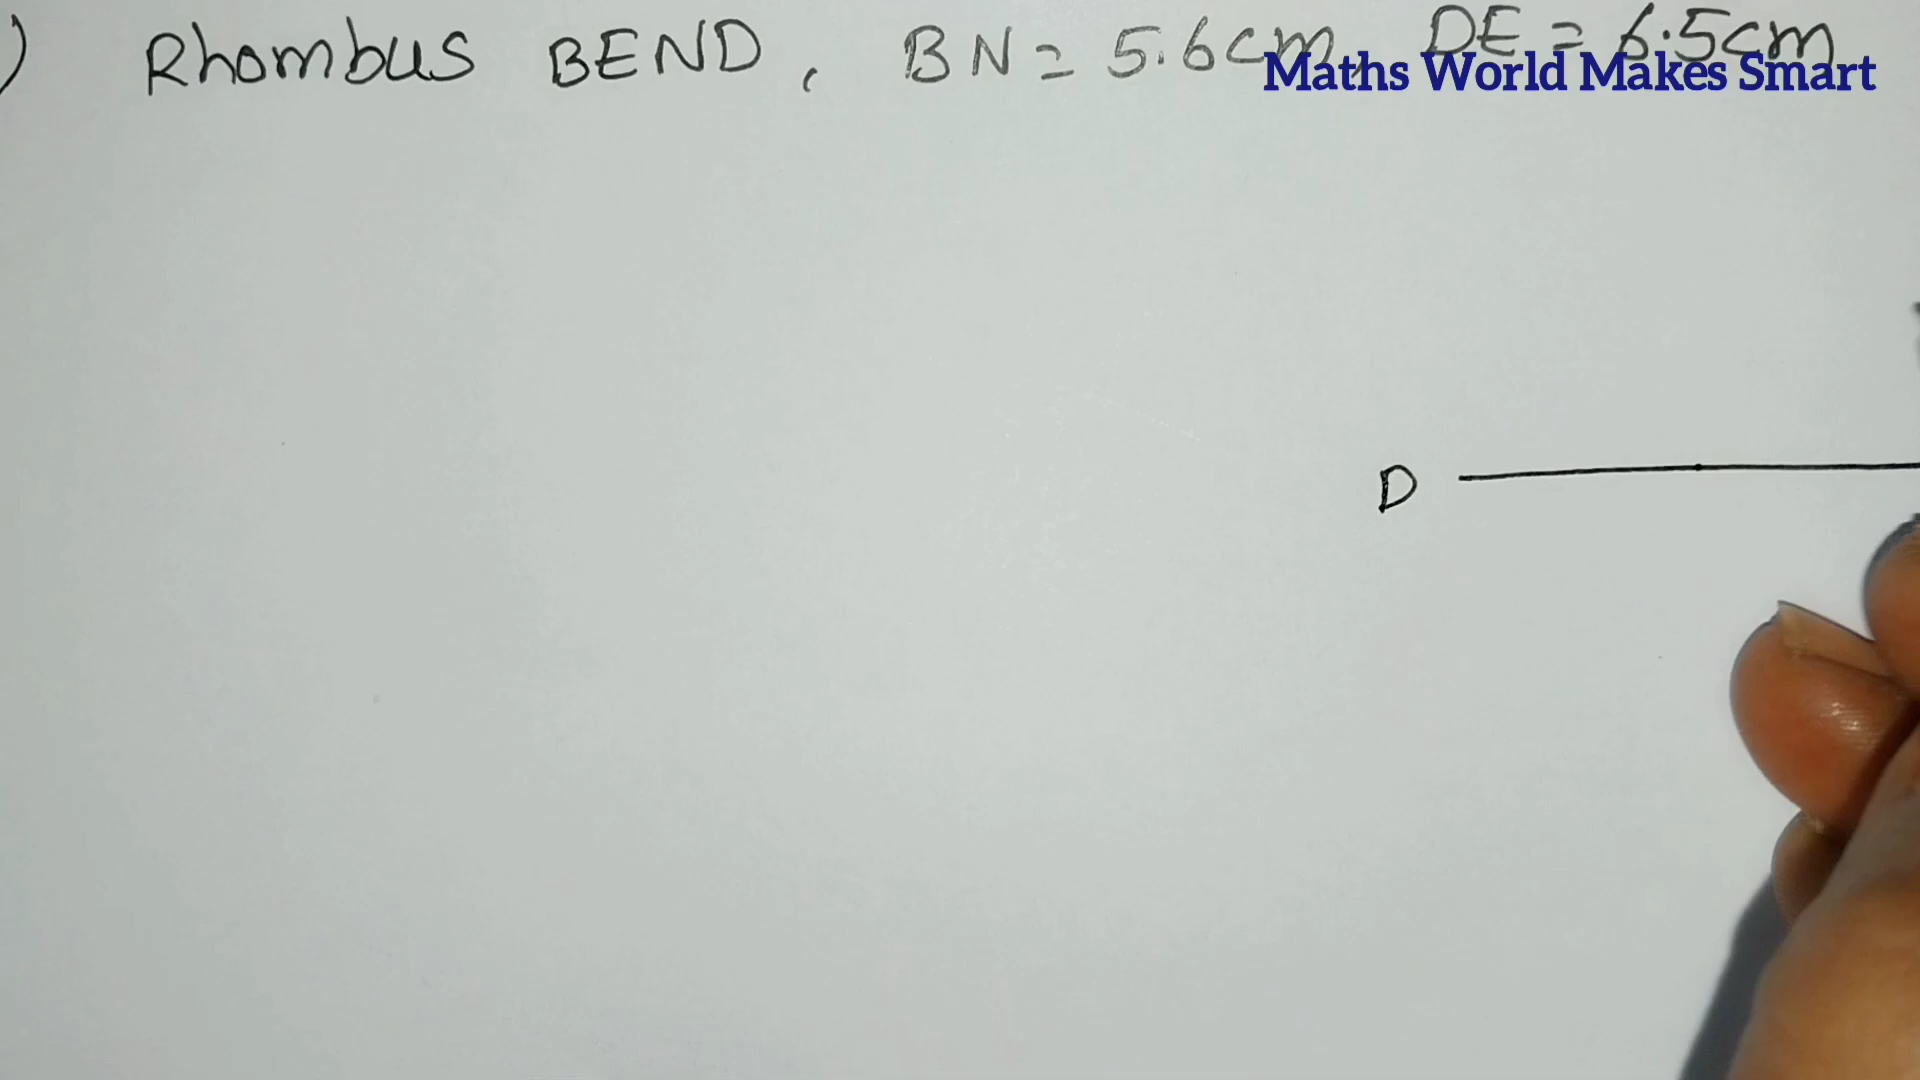 ) Rhombus BEND, BN = 5.6cm, DE = 6.5cm
Maths World Makes Smart
D